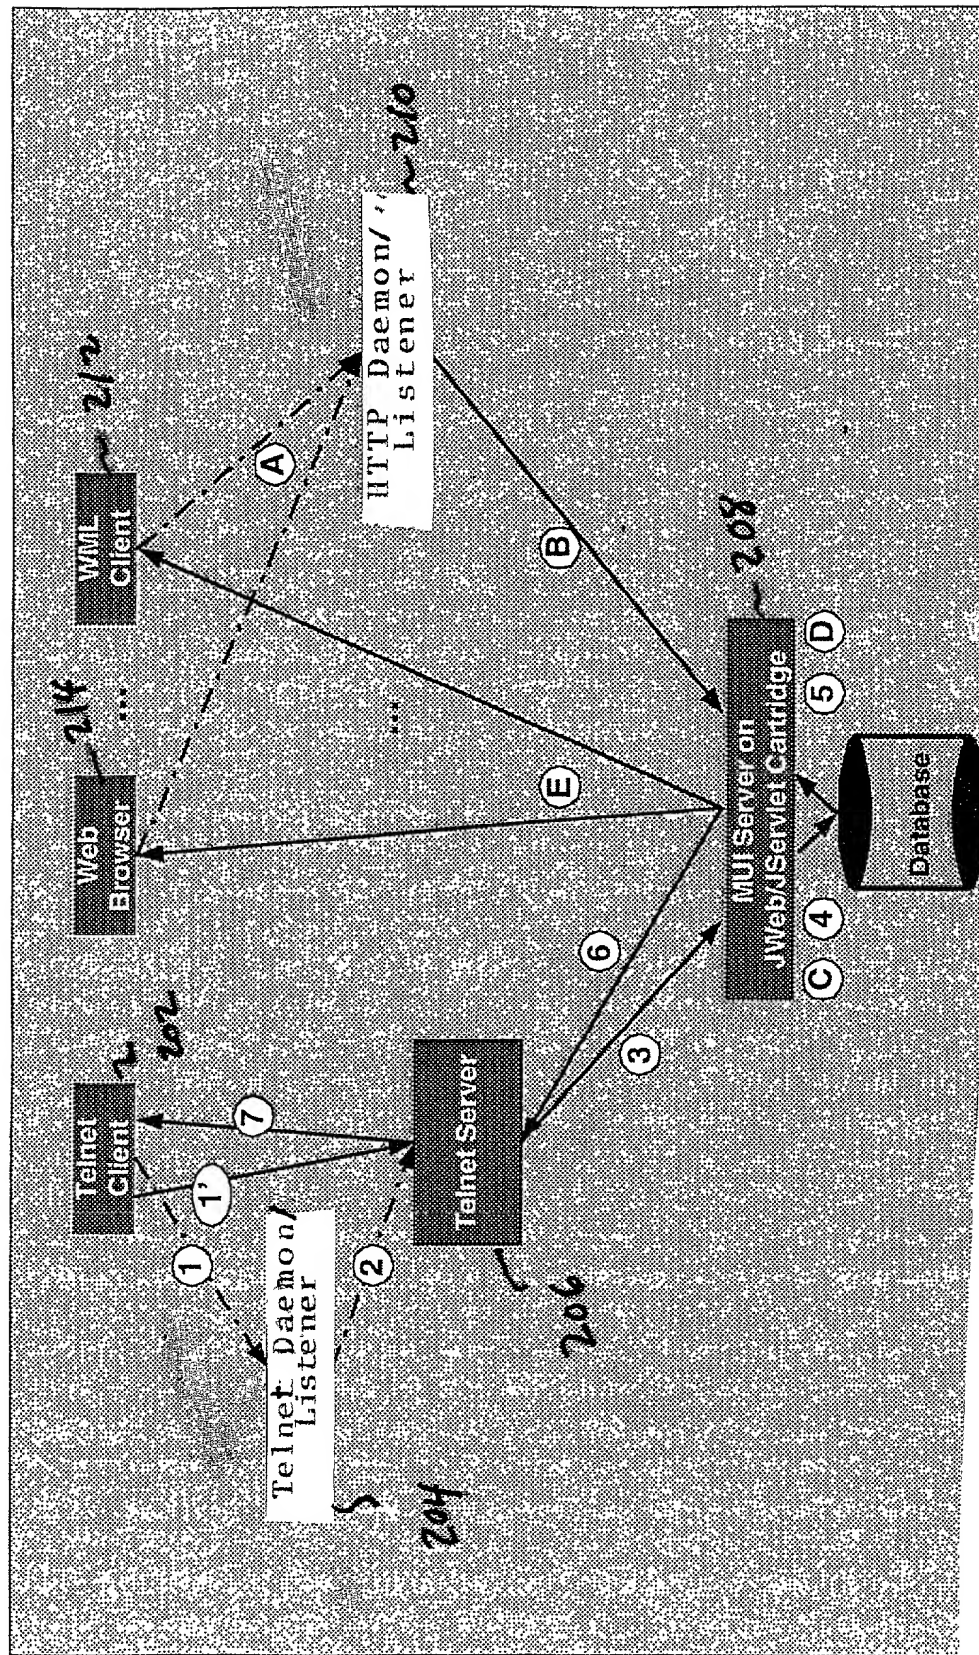 Telnet
Client
202
Web
Browser
214
...
WML
Client
212
1
1'
7
A
Telnet Daemon/
Listener
204
2
HTTP Daemon/
Listener
210
Telnet Server
206
E
...
B
6
3
MUI Server on
JWeb/JServlet Cartridge
208
C
4
5
D
Database